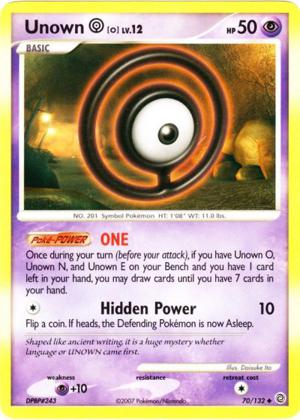 Unown [O] LV.12 HP 50
BASIC
NO. 201 Symbol Pokémon HT: 1'08" WT: 11.0 lbs.
Poké-POWER ONE
Once during your turn (before your attack), if you have Unown O,
Unown N, and Unown E on your Bench and you have 1 card
left in your hand, you may draw cards until you have 7 cards
in your hand.
Hidden Power 10
Flip a coin. If heads, the Defending Pokémon is now Asleep.
Shaped like ancient writing, it is a huge mystery whether
language or UNOWN came first.
Illus. Daisuke Ito
weakness resistance retreat cost
+10
DPBP#243 ©2007 Pokémon/Nintendo 70/132